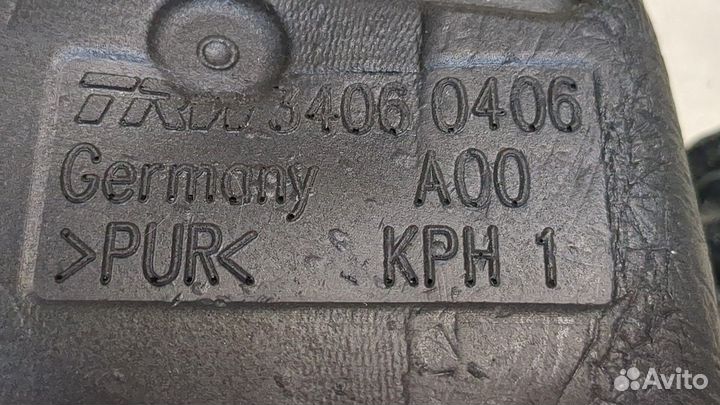 TRW 3406 0406
Germany A00
>PUR< KPH 1
Avito